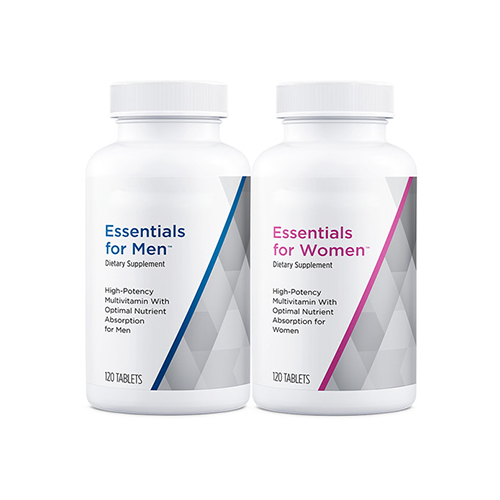 Essentials
for Men™
Dietary Supplement
High-Potency
Multivitamin With
Optimal Nutrient
Absorption
for Men
120 TABLETS
Essentials
for Women™
Dietary Supplement
High-Potency
Multivitamin With
Optimal Nutrient
Absorption for
Women
120 TABLETS